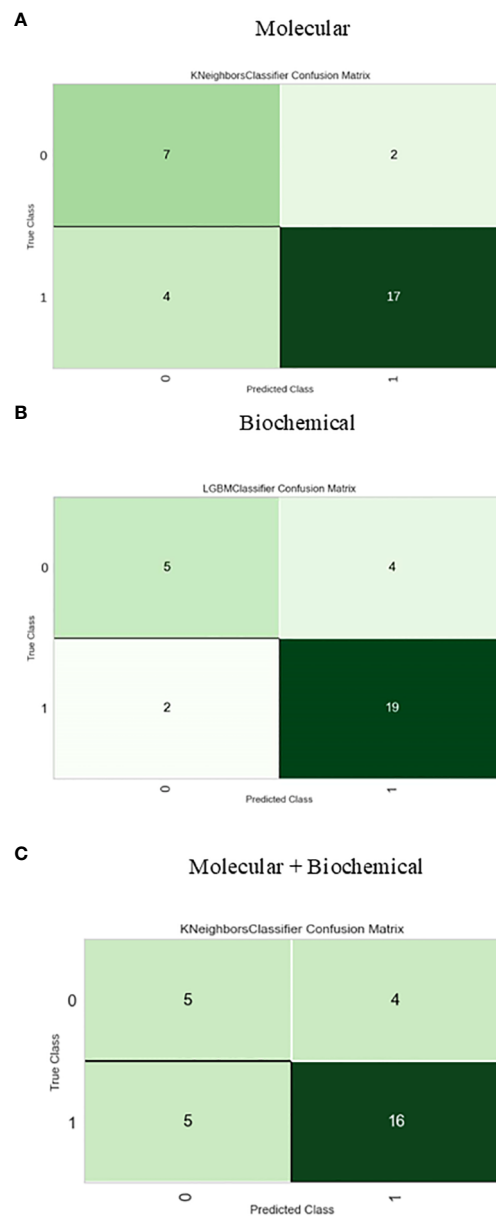 A
Molecular
KNeighborsClassifier Confusion Matrix
0
7
2
True Class
1
4
17
0
1
Predicted Class
B
Biochemical
LGBMClassifier Confusion Matrix
0
5
4
True Class
1
2
19
0
1
Predicted Class
C
Molecular + Biochemical
KNeighborsClassifier Confusion Matrix
0
5
4
True Class
1
5
16
0
1
Predicted Class